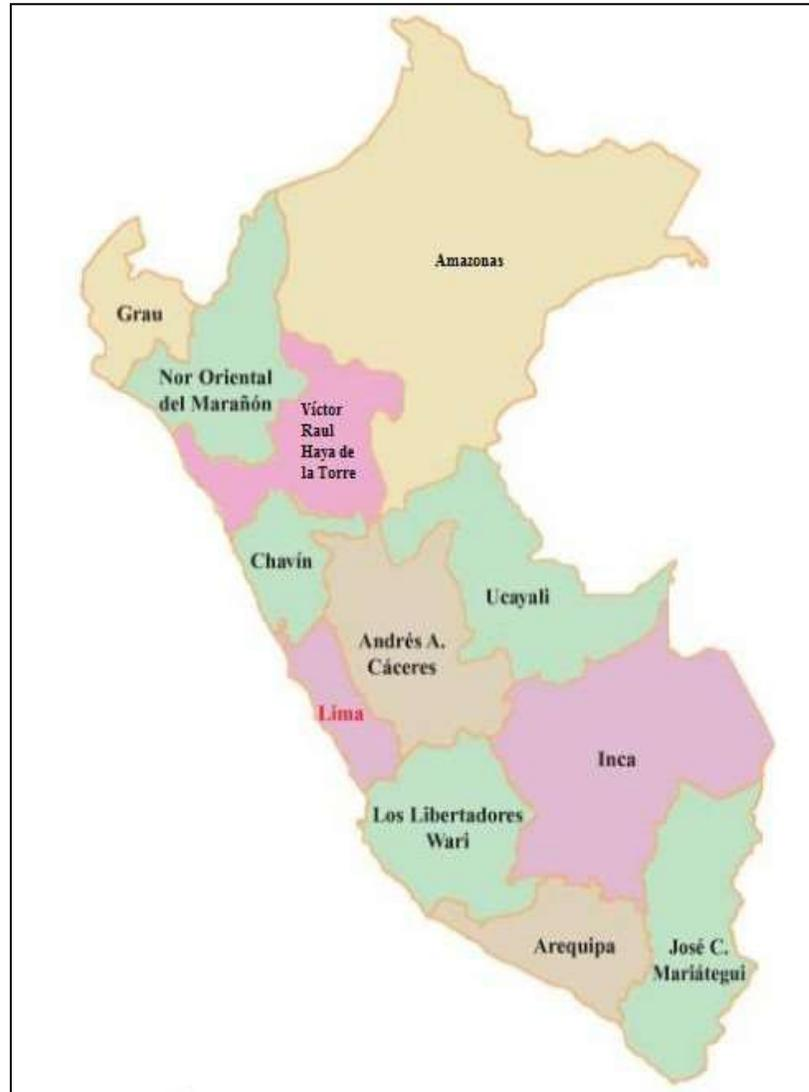 Amazonas
Grau
Nor Oriental
del Marañón
Víctor
Raul
Haya de
la Torre
Chavín
Ucayali
Andrés A.
Cáceres
Lima
Inca
Los Libertadores
Wari
Arequipa
José C.
Mariátegui